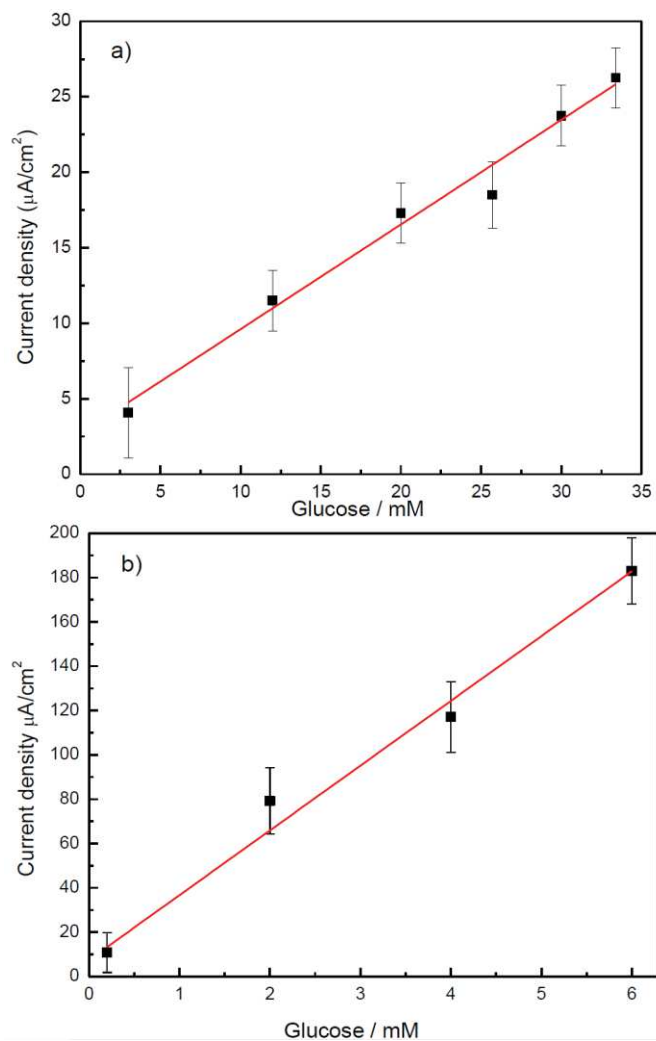 30
a)
25
20
15
10
5
0
Current density (μA/cm²)
0 5 10 15 20 25 30 35
Glucose / mM
200
b)
180
160
140
120
100
80
60
40
20
0
Current density μA/cm²
0 1 2 3 4 5 6
Glucose / mM